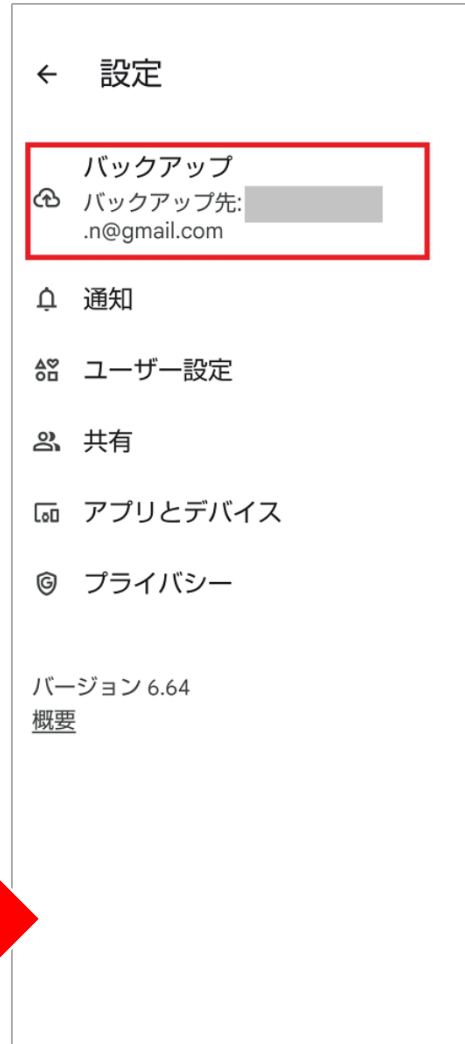 設定
バックアップ
バックアップ先:
.n@gmail.com
通知
ユーザー設定
共有
アプリとデバイス
プライバシー
バージョン 6.64
概要